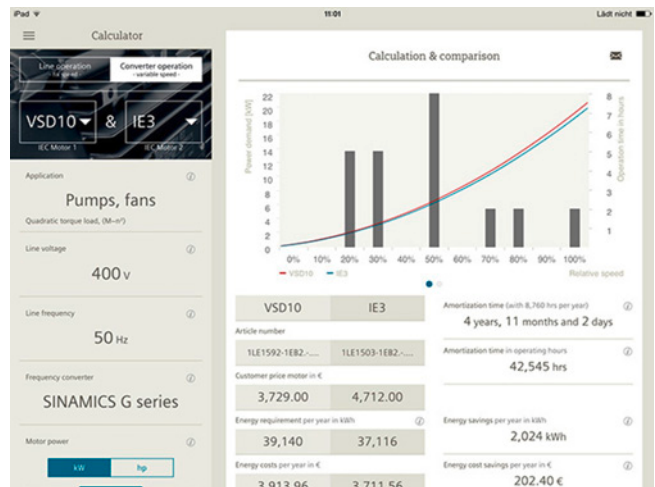 iPad
11:01
Lädt nicht
Calculator
Line operation
- fix speed -
Converter operation
- variable speed -
VSD10 & IE3
IEC Motor 1
IEC Motor 2
Application
Pumps, fans
Quadratic torque load, (M~n²)
Line voltage
400 V
Line frequency
50 Hz
Frequency converter
SINAMICS G series
Motor power
kW
hp
Calculation & comparison
Power demand [kW]
22
20
18
16
14
12
10
8
6
4
2
0
8
7
6
5
4
3
2
1
Operation time in hours
0% 10% 20% 30% 40% 50% 60% 70% 80% 90% 100%
VSD10 IE3
Relative speed
VSD10 IE3
Article number
1LE1592-1EB2.-.... 1LE1503-1EB2.-....
Customer price motor in €
3,729.00 4,712.00
Energy requirement per year in kWh
39,140 37,116
Energy costs per year in €
3,913.96 3,711.56
Amortization time (with 8,760 hrs per year)
4 years, 11 months and 2 days
Amortization time in operating hours
42,545 hrs
Energy savings per year in kWh
2,024 kWh
Energy cost savings per year in €
202.40 €